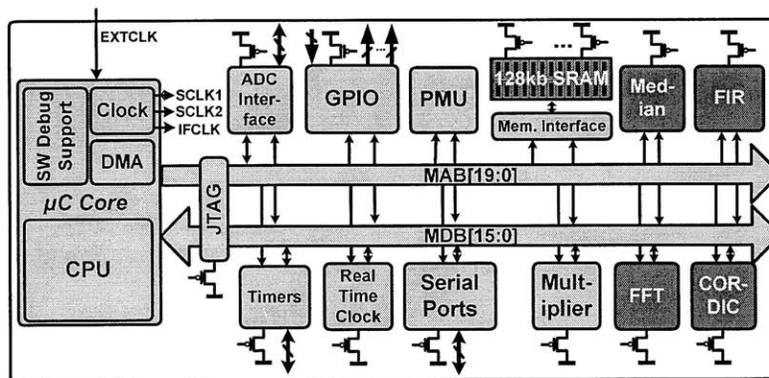 EXTCLK
SW Debug
Support
Clock
DMA
SCLK1
SCLK2
IFCLK
µC Core
CPU
JTAG
ADC
Inter-
face
GPIO
...
PMU
...
128kb SRAM
Mem. Interface
Med-
ian
FIR
MAB[19:0]
MDB[15:0]
Timers
Real
Time
Clock
Serial
Ports
Mult-
iplier
FFT
COR-
DIC